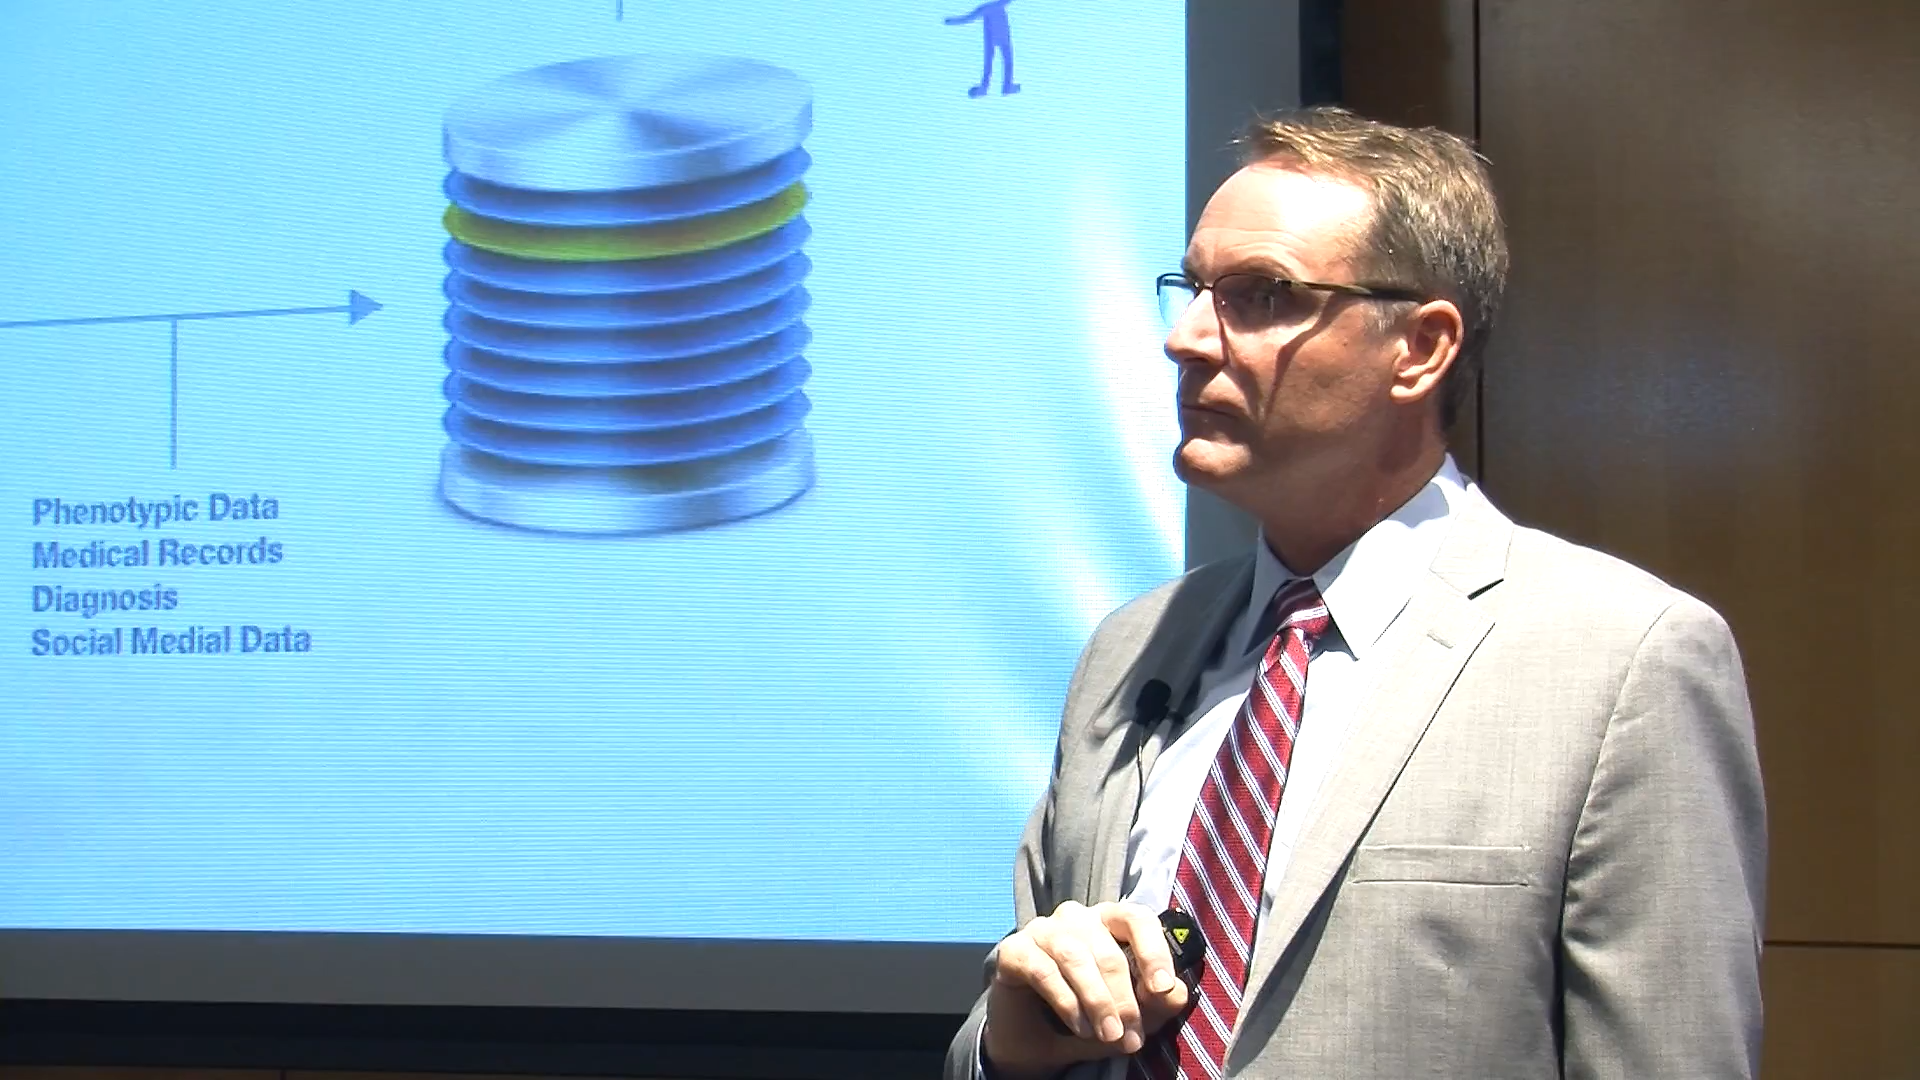 Phenotypic Data
Medical Records
Diagnosis
Social Medial Data